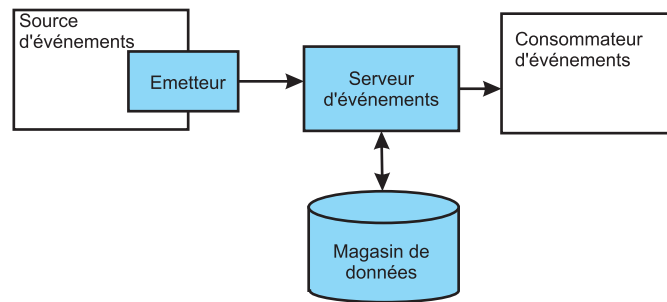 Source
d'événements
Emetteur
Serveur
d'événements
Consommateur
d'événements
Magasin de
données